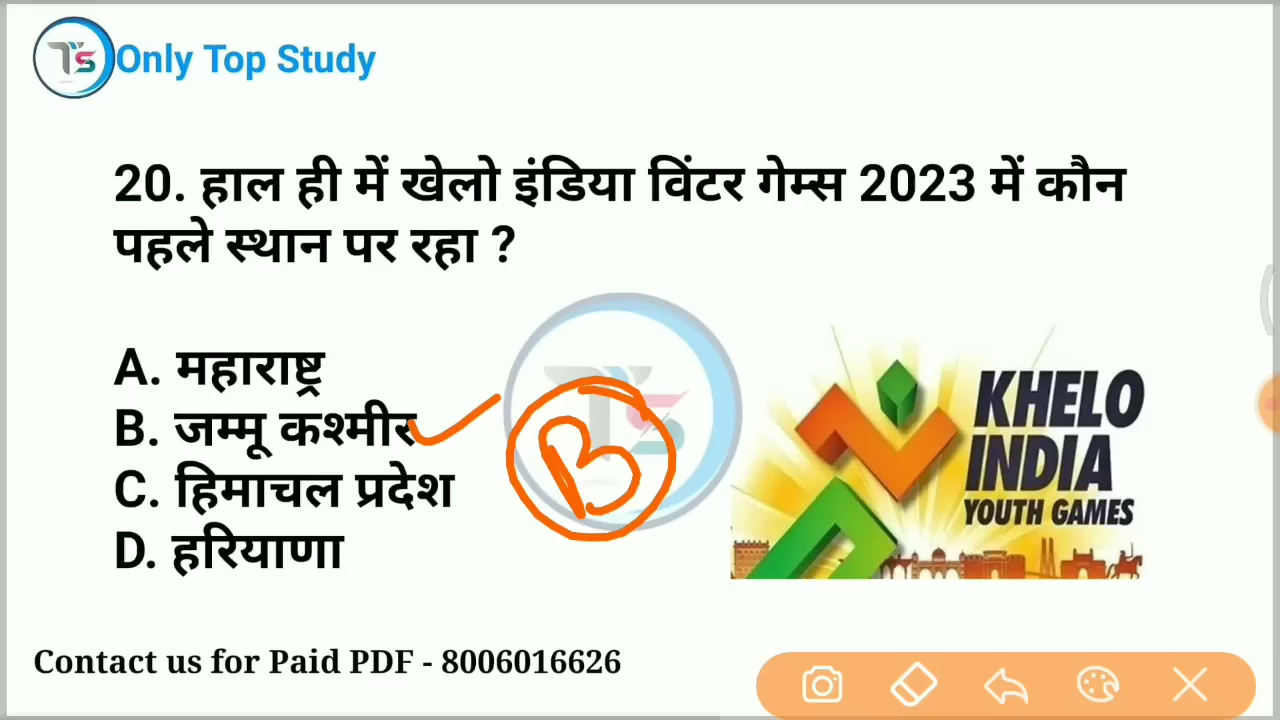 Only Top Study
20. हाल ही में खेलो इंडिया विंटर गेम्स 2023 में कौन
पहले स्थान पर रहा ?
A. महाराष्ट्र
B. जम्मू कश्मीर
C. हिमाचल प्रदेश
D. हरियाणा
B
KHELO
INDIA
YOUTH GAMES
Contact us for Paid PDF - 8006016626